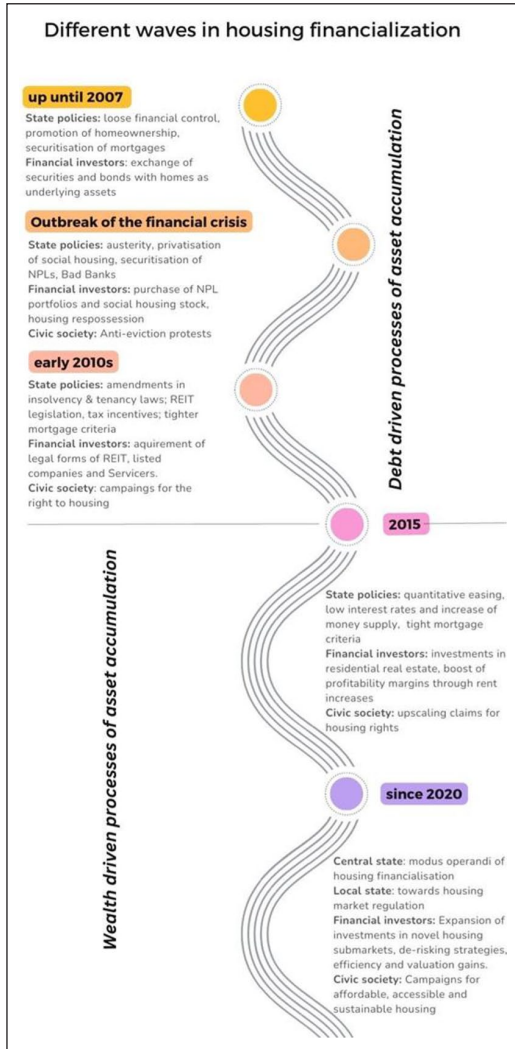 Different waves in housing financialization
up until 2007
State policies: loose financial control,
promotion of homeownership,
securitisation of mortgages
Financial investors: exchange of
securities and bonds with homes as
underlying assets
Outbreak of the financial crisis
State policies: austerity, privatisation
of social housing, securitisation of
NPLs, Bad Banks
Financial investors: purchase of NPL
portfolios and social housing stock,
housing respossession
Civic society: Anti-eviction protests
early 2010s
State policies: amendments in
insolvency & tenancy laws; REIT
legislation, tax incentives; tighter
mortgage criteria
Financial investors: aquirement of
legal forms of REIT, listed
companies and Servicers.
Civic society: campaings for the
right to housing
Debt driven processes of asset accumulation
2015
State policies: quantitative easing,
low interest rates and increase of
money supply, tight mortgage
criteria
Financial investors: investments in
residential real estate, boost of
profitability margins through rent
increases
Civic society: upscaling claims for
housing rights
Wealth driven processes of asset accumulation
since 2020
Central state: modus operandi of
housing financialisation
Local state: towards housing
market regulation
Financial investors: Expansion of
investments in novel housing
submarkets, de-risking strategies,
efficiency and valuation gains.
Civic society: Campaigns for
affordable, accessible and
sustainable housing